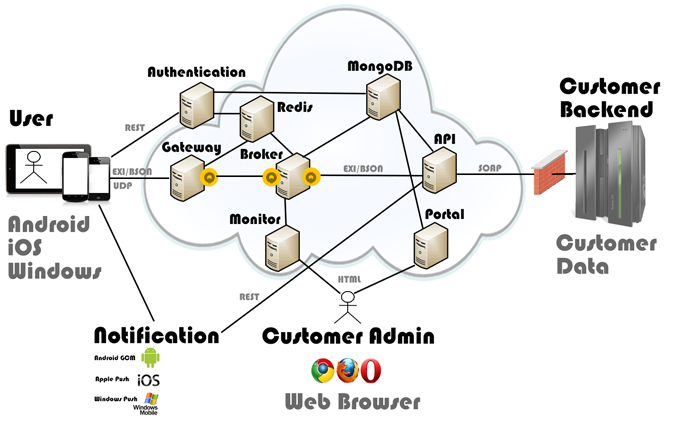 User
Android
iOS
Windows
REST
EXI/BSON
UDP
Authentication
Redis
Gateway
Broker
Monitor
MongoDB
API
Portal
EXI/BSON
SOAP
HTML
REST
Customer
Backend
Customer
Data
Notification
Android GCM
Apple Push
iOS
Windows Push
Windows
Mobile
Customer Admin
Web Browser